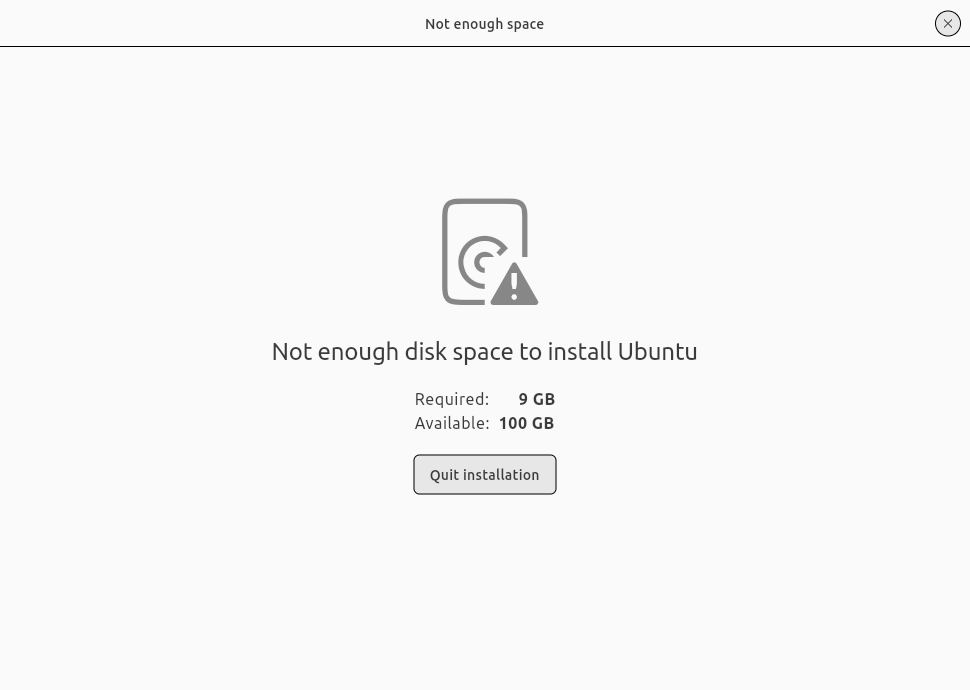 Not enough space
Not enough disk space to install Ubuntu
Required: 9 GB
Available: 100 GB
Quit installation